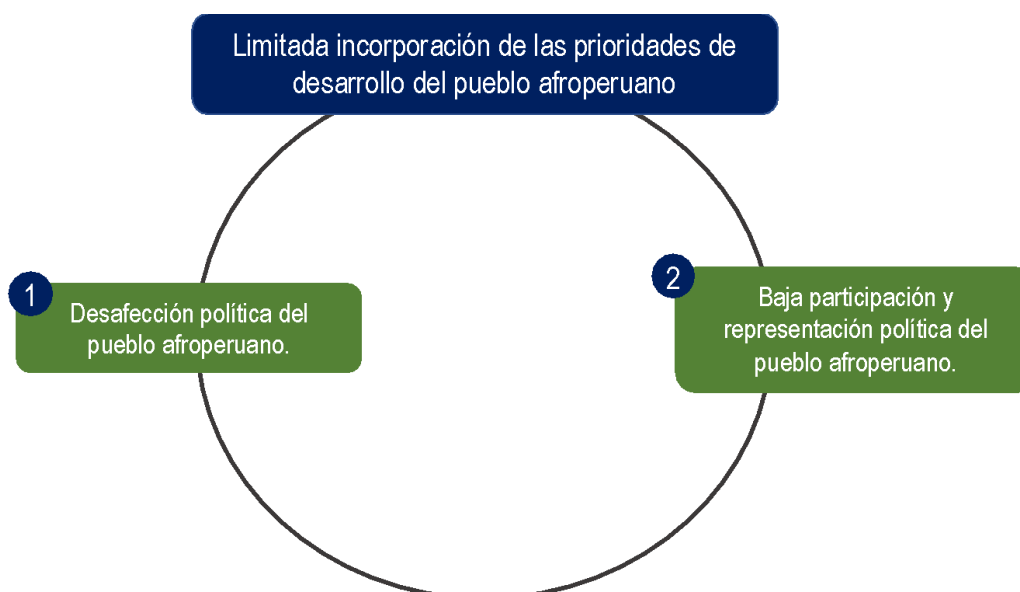 Limitada incorporación de las prioridades de
desarrollo del pueblo afroperuano
1
Desafección política del
pueblo afroperuano.
2
Baja participación y
representación política del
pueblo afroperuano.